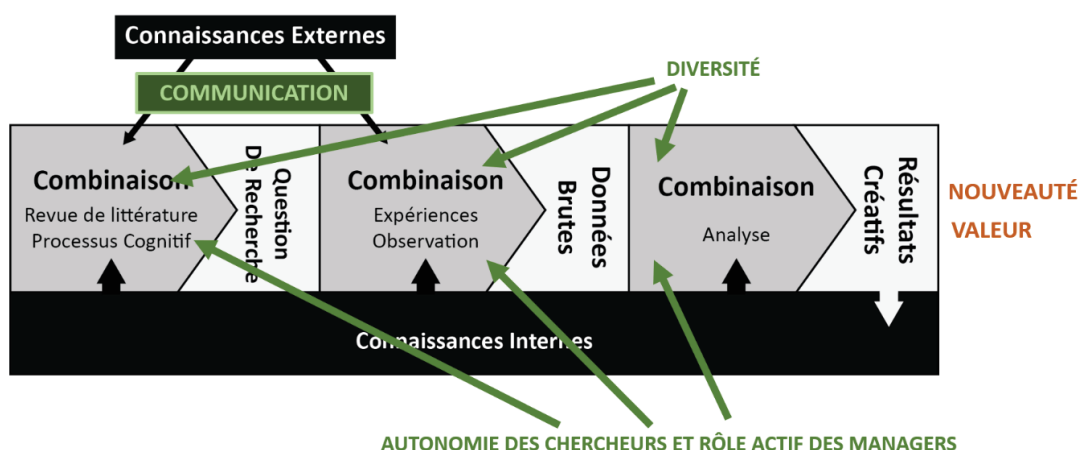 Connaissances Externes
COMMUNICATION
DIVERSITÉ
Combinaison
Revue de littérature
Processus Cognitif
Question
De Recherche
Combinaison
Expériences
Observation
Données
Brutes
Combinaison
Analyse
Résultats
Créatifs
NOUVEAUTÉ
VALEUR
Connaissances Internes
AUTONOMIE DES CHERCHEURS ET RÔLE ACTIF DES MANAGERS